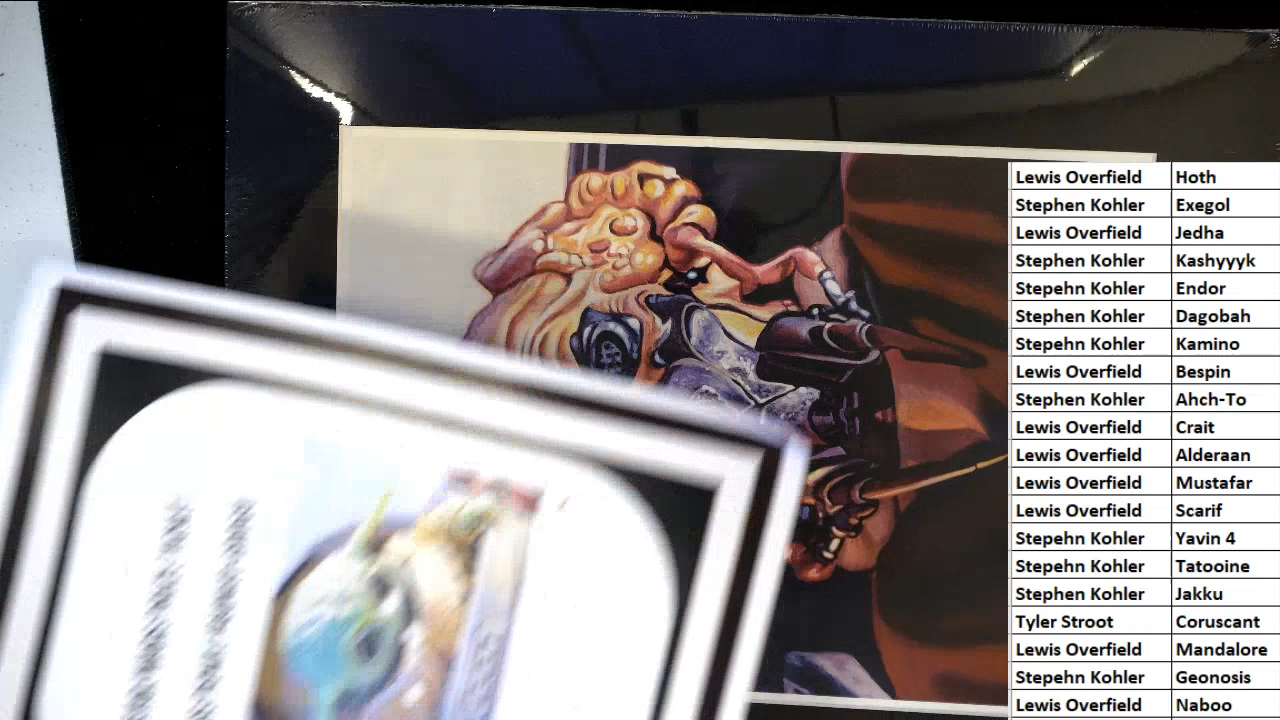 Lewis Overfield Hoth
Stephen Kohler Exegol
Lewis Overfield Jedha
Stephen Kohler Kashyyyk
Stepehn Kohler Endor
Stephen Kohler Dagobah
Stepehn Kohler Kamino
Lewis Overfield Bespin
Stephen Kohler Ahch-To
Lewis Overfield Crait
Lewis Overfield Alderaan
Lewis Overfield Mustafar
Lewis Overfield Scarif
Stepehn Kohler Yavin 4
Stepehn Kohler Tatooine
Stephen Kohler Jakku
Tyler Stroot Coruscant
Lewis Overfield Mandalore
Stepehn Kohler Geonosis
Lewis Overfield Naboo